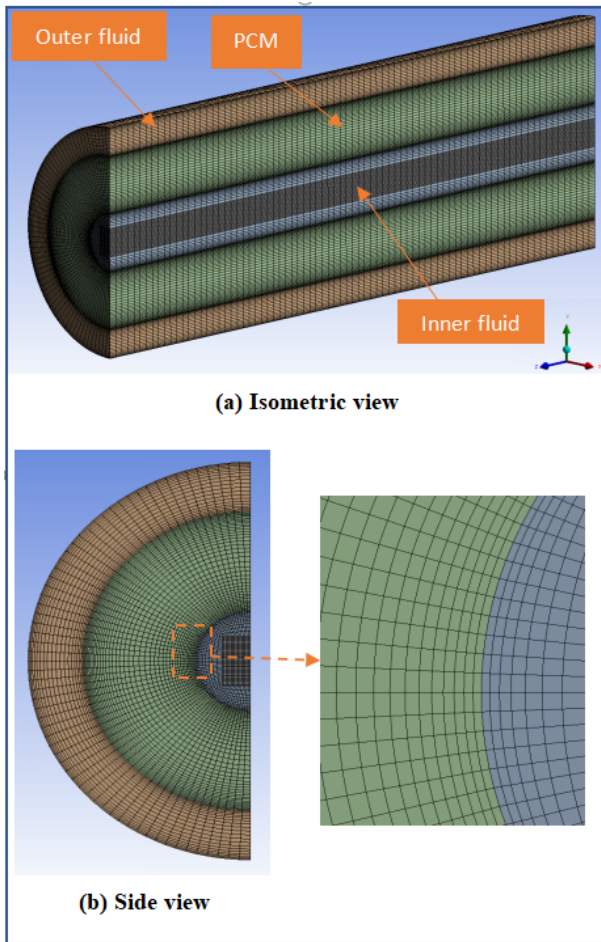 Outer fluid
PCM
Inner fluid
(a) Isometric view
(b) Side view